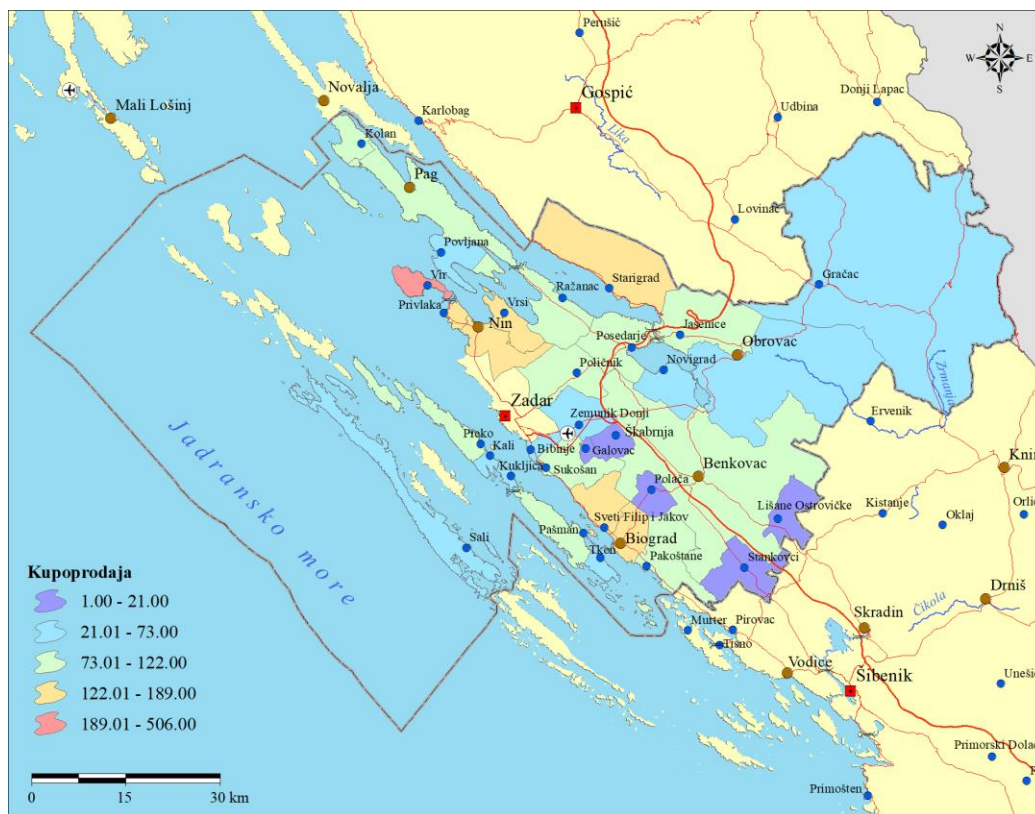 Perušić
N
W
E
S
Mali Lošinj
Novalja
Karlobag
Gospić
Donji Lapac
Udbina
Lika
Kolan
Pag
Lovinac
Povljana
Vir
Privlaka
Vrsi
Nin
Ražanac
Starigrad
Gračac
Posedarje
Jasenice
Obrovac
Poličnik
Novigrad
Zrmanja
Zadar
Zemunik Donji
Škabrnja
Ervenik
Preko
Kali
Bibinje
Galovac
Kukljica
Sukošan
Benkovac
Polača
Lišane Ostrovičke
Kistanje
Oklaj
Knin
Orlić
Jadransko more
Sveti Filip i Jakov
Pašman
Biograd
Sali
Tkon
Pakoštane
Stankovci
Kupoprodaja
1.00 - 21.00
21.01 - 73.00
73.01 - 122.00
122.01 - 189.00
189.01 - 506.00
Drniš
Čikola
Skradin
Murter
Pirovac
Tisno
Vodice
Šibenik
Unešić
Primorski Dolac
Primošten
0 15 30 km